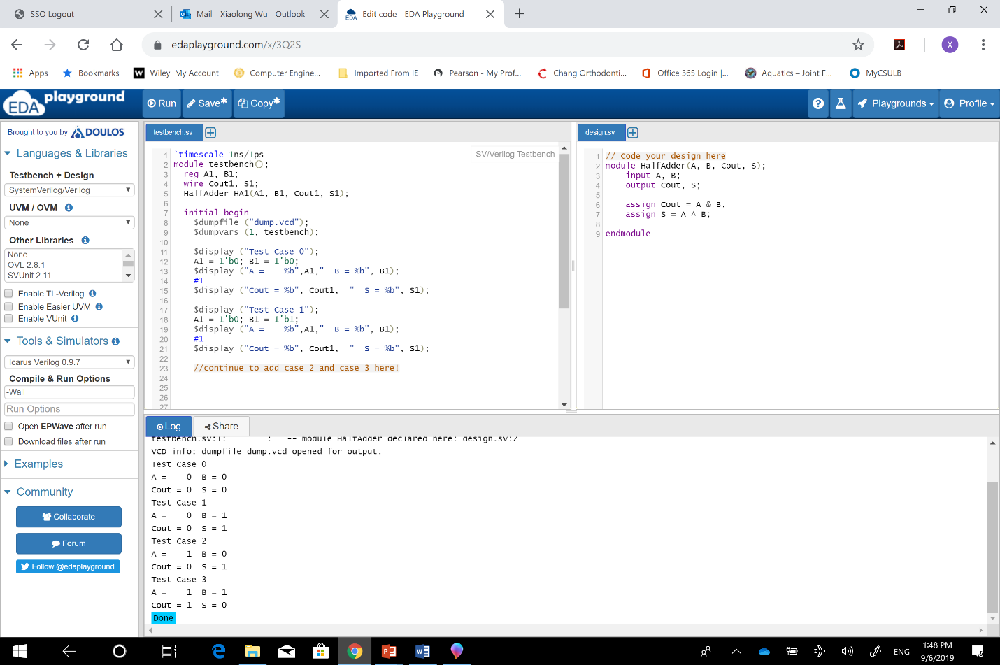 SSO Logout
Mail - Xiaolong Wu - Outlook
EDA Edit code - EDA Playground
edaplayground.com/x/3Q2S
X
Apps Bookmarks W Wiley My Account Computer Engine... Imported From IE Pearson - My Prof... Chang Orthodonti... Office 365 Login |... Aquatics – Joint F... MyCSULB
EDA playground
Run Save* Copy*
? Playgrounds Profile
Brought to you by DOULOS
Languages & Libraries
Testbench + Design
SystemVerilog/Verilog
UVM / OVM
None
Other Libraries
None
OVL 2.8.1
SVUnit 2.11
Enable TL-Verilog
Enable Easier UVM
Enable VUnit
Tools & Simulators
Icarus Verilog 0.9.7
Compile & Run Options
-Wall
Run Options
Open EPWave after run
Download files after run
Examples
Community
Collaborate
Forum
Follow @edaplayground
testbench.sv
SV/Verilog Testbench
1 `timescale 1ns/1ps
2 module testbench();
3 reg A1, B1;
4 wire Cout1, S1;
5 HalfAdder HA1(A1, B1, Cout1, S1);
6
7 initial begin
8 $dumpfile ("dump.vcd");
9 $dumpvars (1, testbench);
10
11 $display ("Test Case 0");
12 A1 = 1'b0; B1 = 1'b0;
13 $display ("A =    %b",A1,"  B = %b", B1);
14 #1
15 $display ("Cout = %b", Cout1,  "  S = %b", S1);
16
17 $display ("Test Case 1");
18 A1 = 1'b0; B1 = 1'b1;
19 $display ("A =    %b",A1,"  B = %b", B1);
20 #1
21 $display ("Cout = %b", Cout1,  "  S = %b", S1);
22
23 //continue to add case 2 and case 3 here!
24
25
26
27
design.sv
1 // Code your design here
2 module HalfAdder(A, B, Cout, S);
3 input A, B;
4 output Cout, S;
5
6 assign Cout = A & B;
7 assign S = A ^ B;
8
9 endmodule
Log Share
testbench.sv:1:        :   -- module HalfAdder declared here: design.sv:2
VCD info: dumpfile dump.vcd opened for output.
Test Case 0
A =    0  B = 0
Cout = 0  S = 0
Test Case 1
A =    0  B = 1
Cout = 0  S = 1
Test Case 2
A =    1  B = 0
Cout = 0  S = 1
Test Case 3
A =    1  B = 1
Cout = 1  S = 0
Done
ENG
1:48 PM
9/6/2019